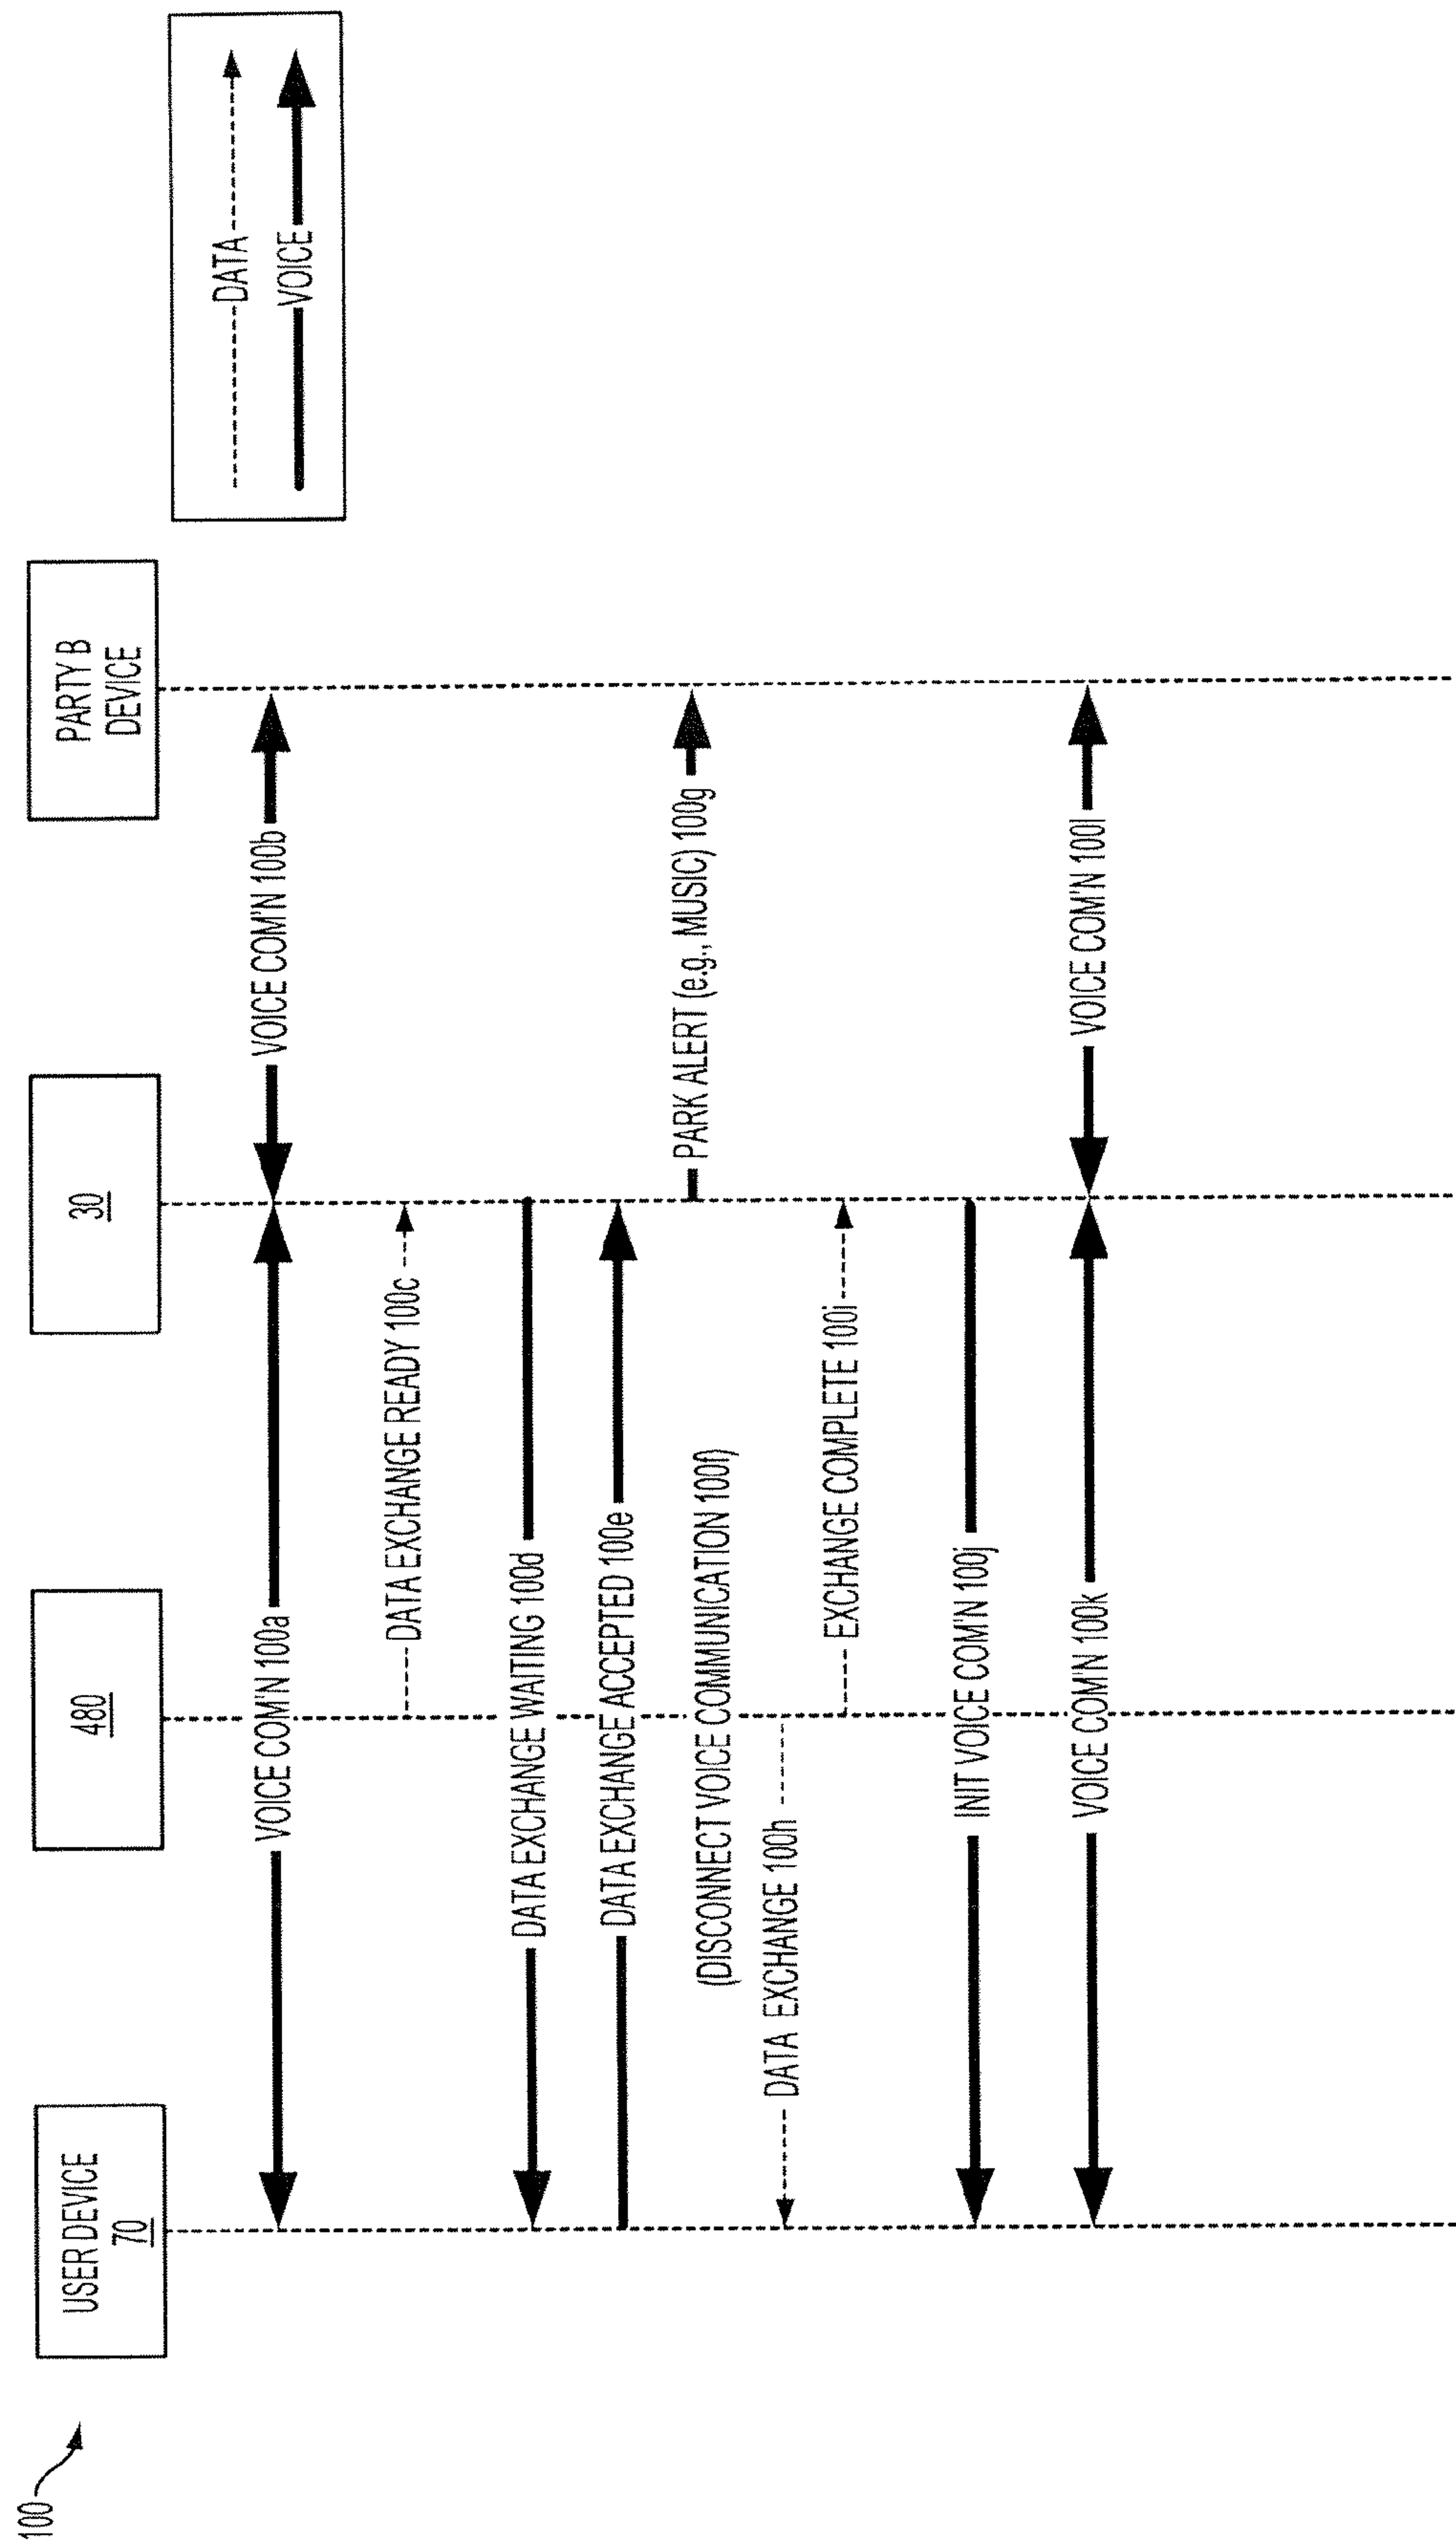 100
USER DEVICE
70
480
30
PARTY B
DEVICE
DATA
VOICE
VOICE COM'N 100a
VOICE COM'N 100b
DATA EXCHANGE READY 100c
DATA EXCHANGE WAITING 100d
DATA EXCHANGE ACCEPTED 100e
(DISCONNECT VOICE COMMUNICATION 100f)
PARK ALERT (e.g., MUSIC) 100g
DATA EXCHANGE 100h
EXCHANGE COMPLETE 100i
INIT VOICE COM'N 100j
VOICE COM'N 100k
VOICE COM'N 100l